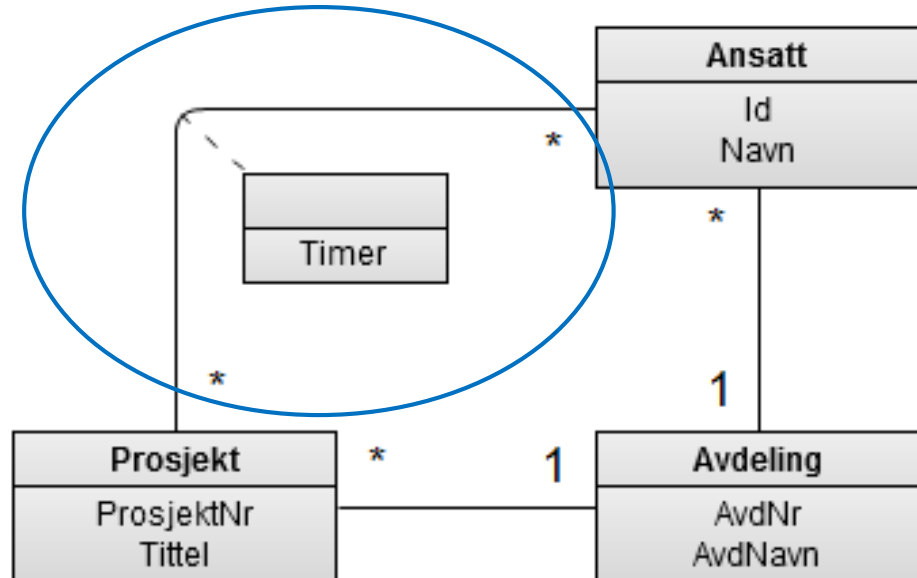 Ansatt
Id
Navn
*
*
Timer
*
1
Prosjekt
*
1
Avdeling
ProsjektNr
AvdNr
Tittel
AvdNavn